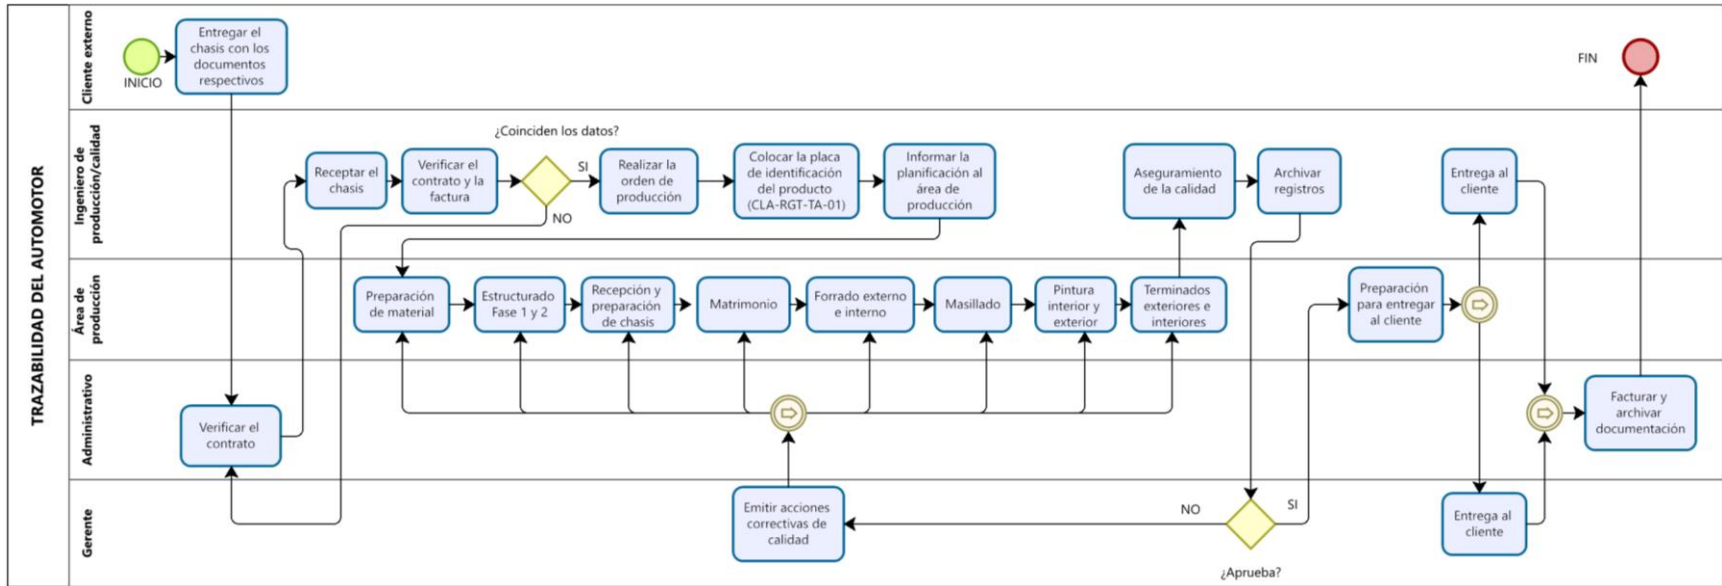 TRAZABILIDAD DEL AUTOMOTOR
Cliente externo
INICIO
Entregar el
chasis con los
documentos
respectivos
FIN
Ingeniero de
producción/calidad
Receptar el
chasis
Verificar el
contrato y la
factura
¿Coinciden los datos?
SI
NO
Realizar la
orden de
producción
Colocar la placa
de identificación
del producto
(CLA-RGT-TA-01)
Informar la
planificación al
área de
producción
Aseguramiento
de la calidad
Archivar
registros
Entrega al
cliente
Área de
producción
Preparación
de material
Estructurado
Fase 1 y 2
Recepción y
preparación
de chasis
Matrimonio
Forrado externo
e interno
Masillado
Pintura
interior y
exterior
Terminados
exteriores e
interiores
Preparación
para entregar
al cliente
Administrativo
Verificar el
contrato
Facturar y
archivar
documentación
Gerente
Emitir acciones
correctivas de
calidad
NO
SI
¿Aprueba?
Entrega al
cliente